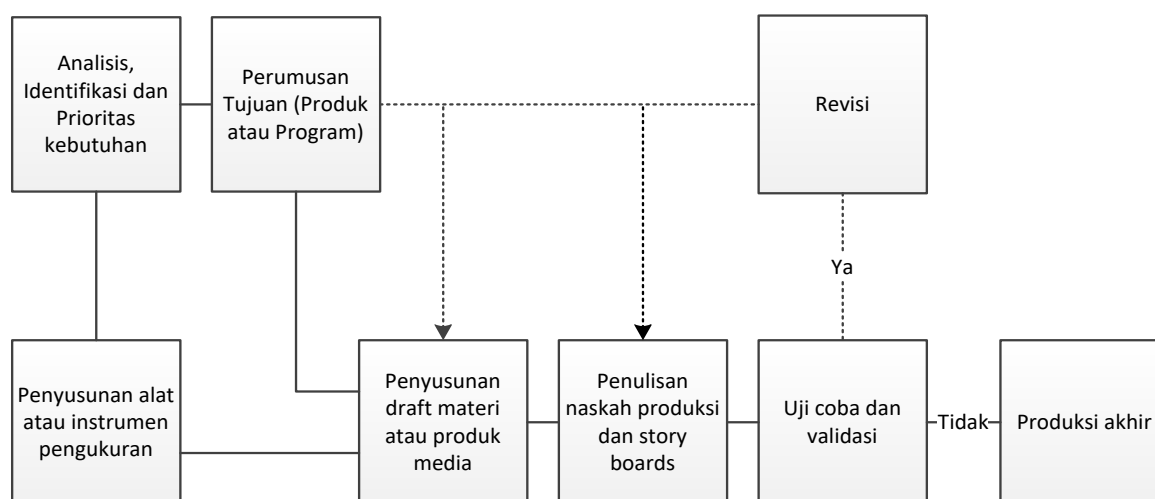 Analisis,
Identifikasi dan
Prioritas
kebutuhan
Perumusan
Tujuan (Produk
atau Program)
Revisi
Ya
Penyusunan alat
atau instrumen
pengukuran
Penyusunan
draft materi
atau produk
media
Penulisan
naskah produksi
dan story
boards
Uji coba dan
validasi
Tidak
Produksi akhir